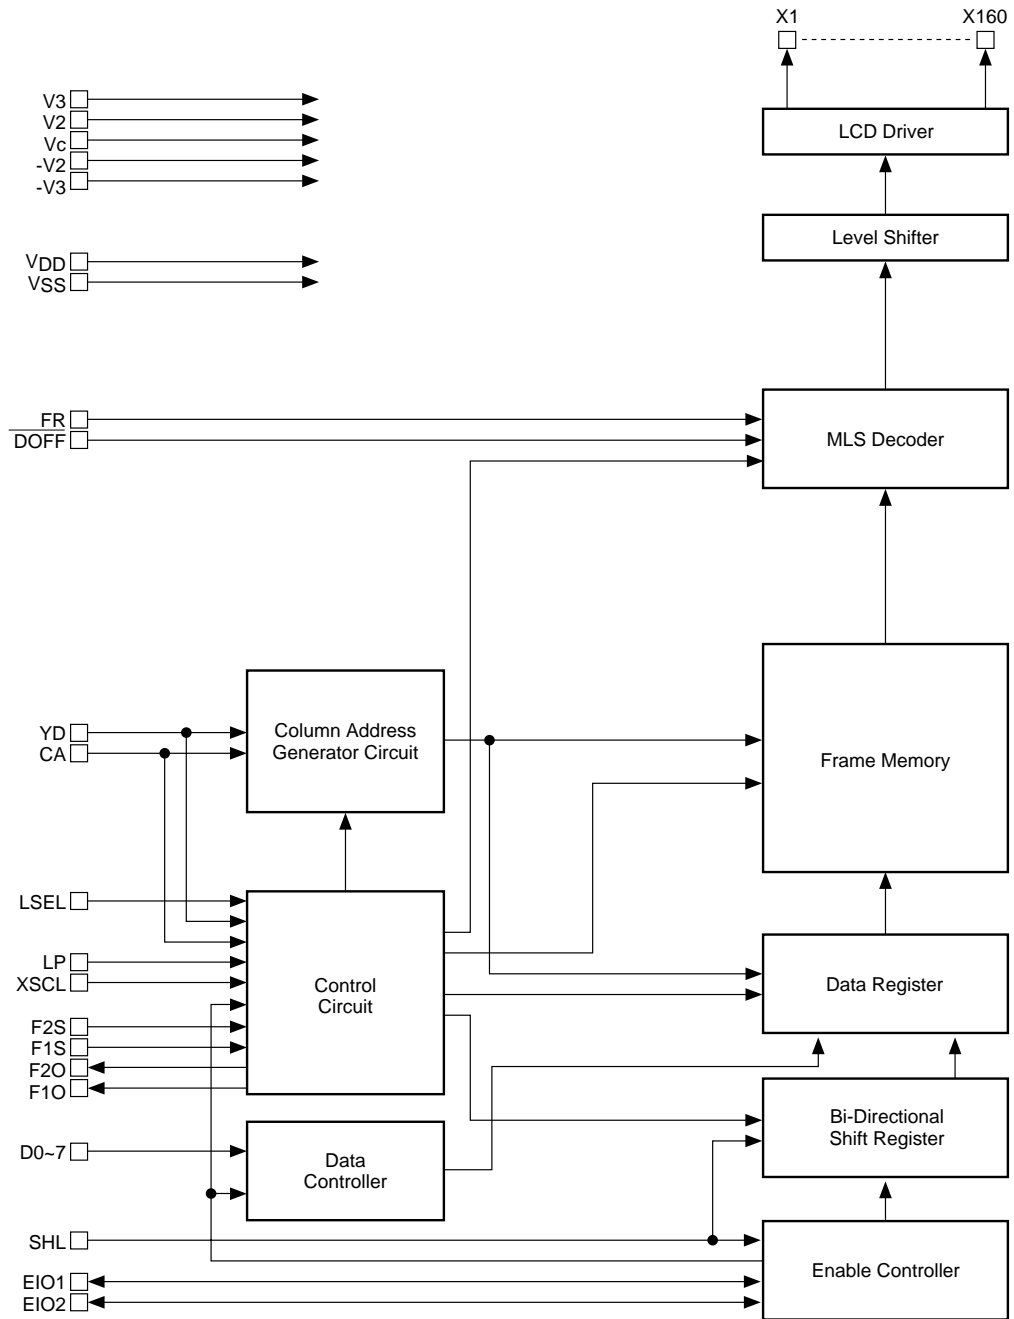 X1 X160
V3
V2
Vc
-V2
-V3
LCD Driver
Level Shifter
VDD
VSS
FR
DOFF
MLS Decoder
YD
CA
Column Address
Generator Circuit
Frame Memory
LSEL
LP
XSCL
F2S
F1S
F2O
F1O
Control
Circuit
Data Register
D0~7
Data
Controller
Bi-Directional
Shift Register
SHL
EIO1
EIO2
Enable Controller